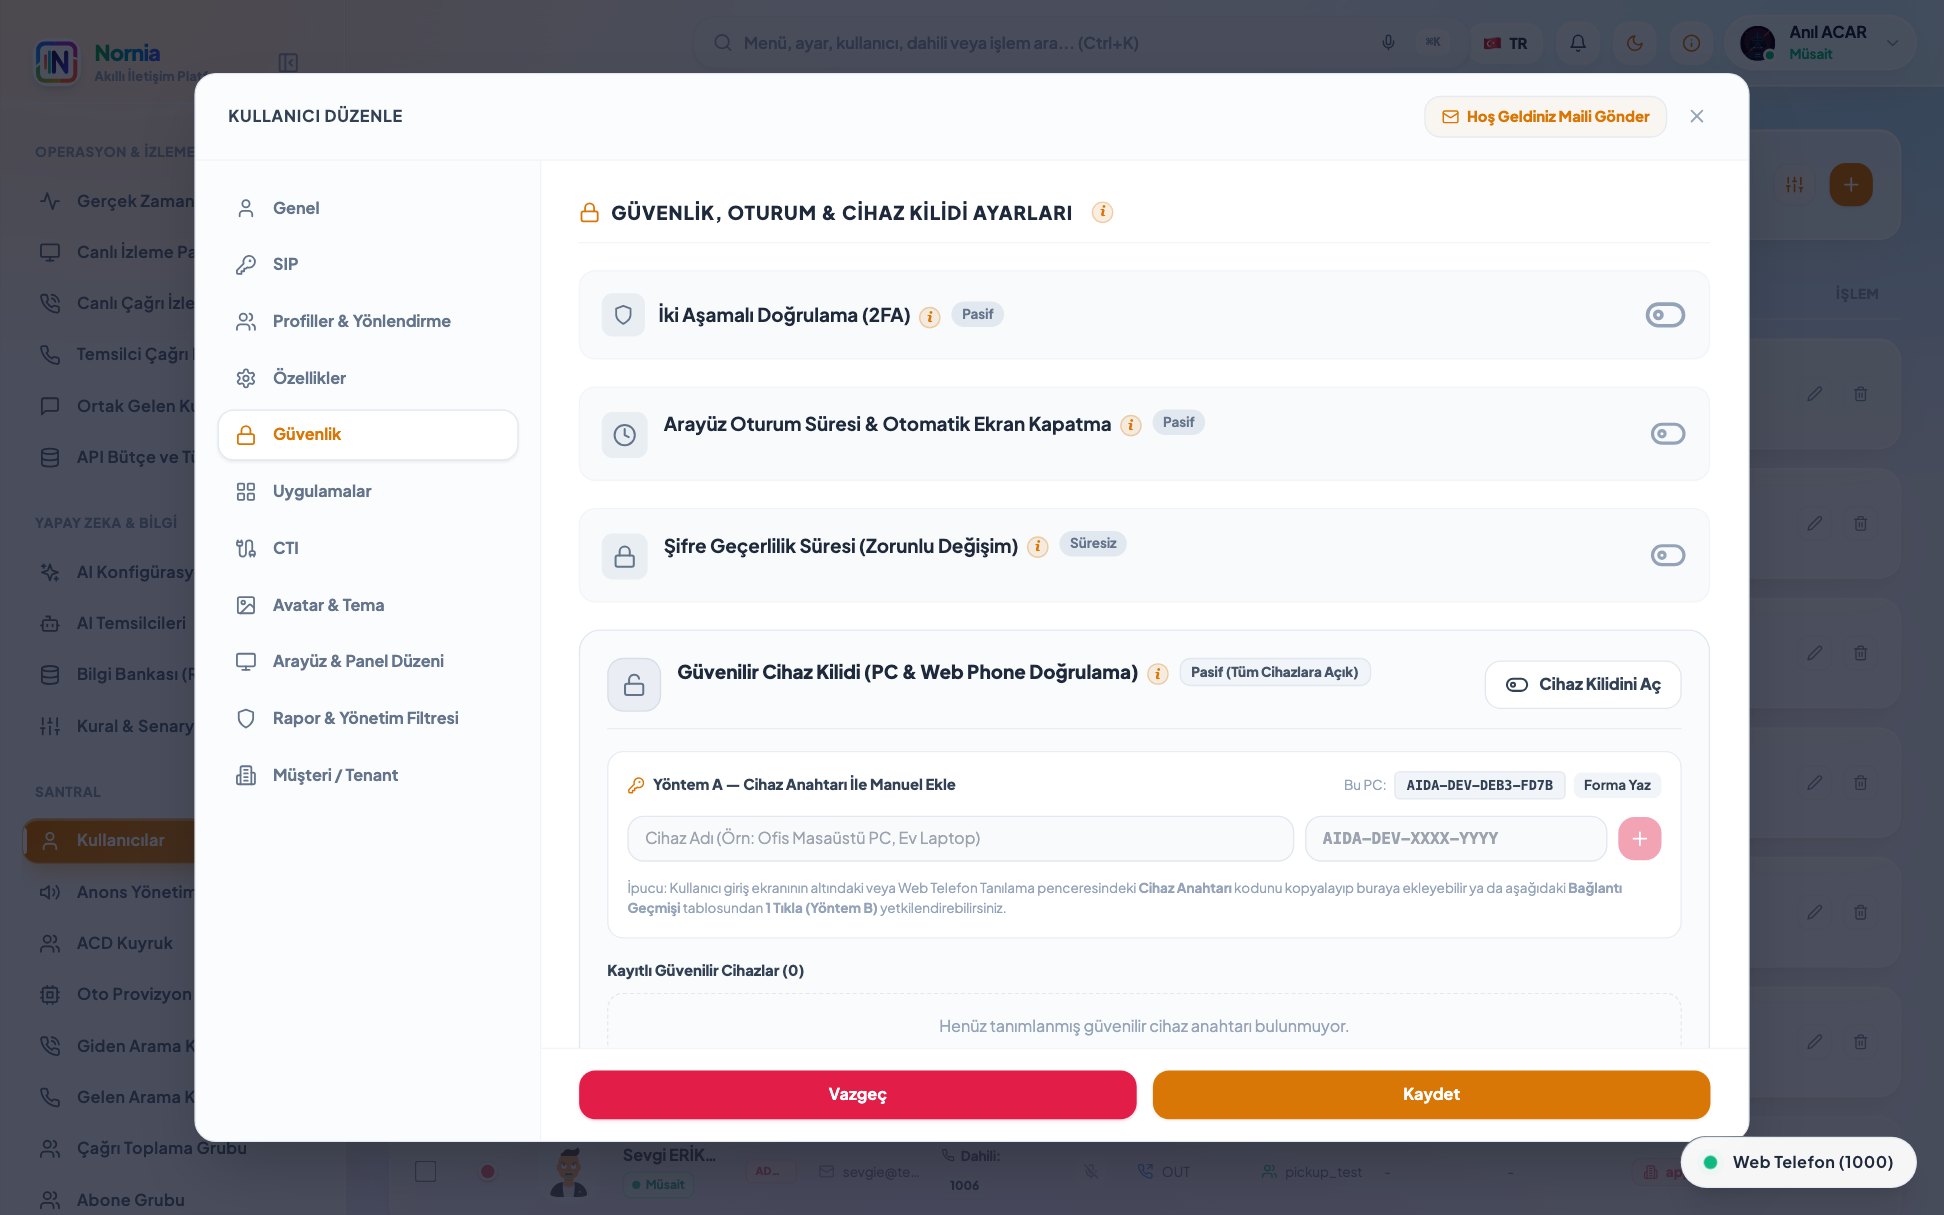 Nornia
Akıllı İletişim Platf
Menü, ayar, kullanıcı, dahili veya işlem ara... (Ctrl+K)
⌘K
TR
Anıl ACAR
Müsait
KULLANICI DÜZENLE
Hoş Geldiniz Maili Gönder
OPERASYON & İZLEME
Gerçek Zaman
Canlı İzleme Pa
Canlı Çağrı İzle
Temsilci Çağrı
Ortak Gelen Ku
API Bütçe ve Tü
YAPAY ZEKA & BİLGİ
AI Konfigürasy
AI Temsilcileri
Bilgi Bankası (R
Kural & Senary
SANTRAL
Kullanıcılar
Anons Yönetim
ACD Kuyruk
Oto Provizyon
Giden Arama K
Gelen Arama K
Çağrı Toplama Grubu
Abone Grubu
Genel
SIP
Profiller & Yönlendirme
Özellikler
Güvenlik
Uygulamalar
CTI
Avatar & Tema
Arayüz & Panel Düzeni
Rapor & Yönetim Filtresi
Müşteri / Tenant
GÜVENLİK, OTURUM & CİHAZ KİLİDİ AYARLARI
İki Aşamalı Doğrulama (2FA) Pasif
Arayüz Oturum Süresi & Otomatik Ekran Kapatma Pasif
Şifre Geçerlilik Süresi (Zorunlu Değişim) Süresiz
Güvenilir Cihaz Kilidi (PC & Web Phone Doğrulama) Pasif (Tüm Cihazlara Açık)
Cihaz Kilidini Aç
Yöntem A — Cihaz Anahtarı İle Manuel Ekle
Bu PC: AIDA-DEV-DEB3-FD7B Forma Yaz
Cihaz Adı (Örn: Ofis Masaüstü PC, Ev Laptop)
AIDA-DEV-XXXX-YYYY
İpucu: Kullanıcı giriş ekranının altındaki veya Web Telefon Tanılama penceresindeki Cihaz Anahtarı kodunu kopyalayıp buraya ekleyebilir ya da aşağıdaki Bağlantı
Geçmişi tablosundan 1 Tıkla (Yöntem B) yetkilendirebilirsiniz.
Kayıtlı Güvenilir Cihazlar (0)
Henüz tanımlanmış güvenilir cihaz anahtarı bulunmuyor.
Vazgeç
Kaydet
İŞLEM
Sevgi ERİK...
Müsait
AD...
sevgie@te...
Dahili:
1006
OUT
pickup_test
-
-
ap
Web Telefon (1000)